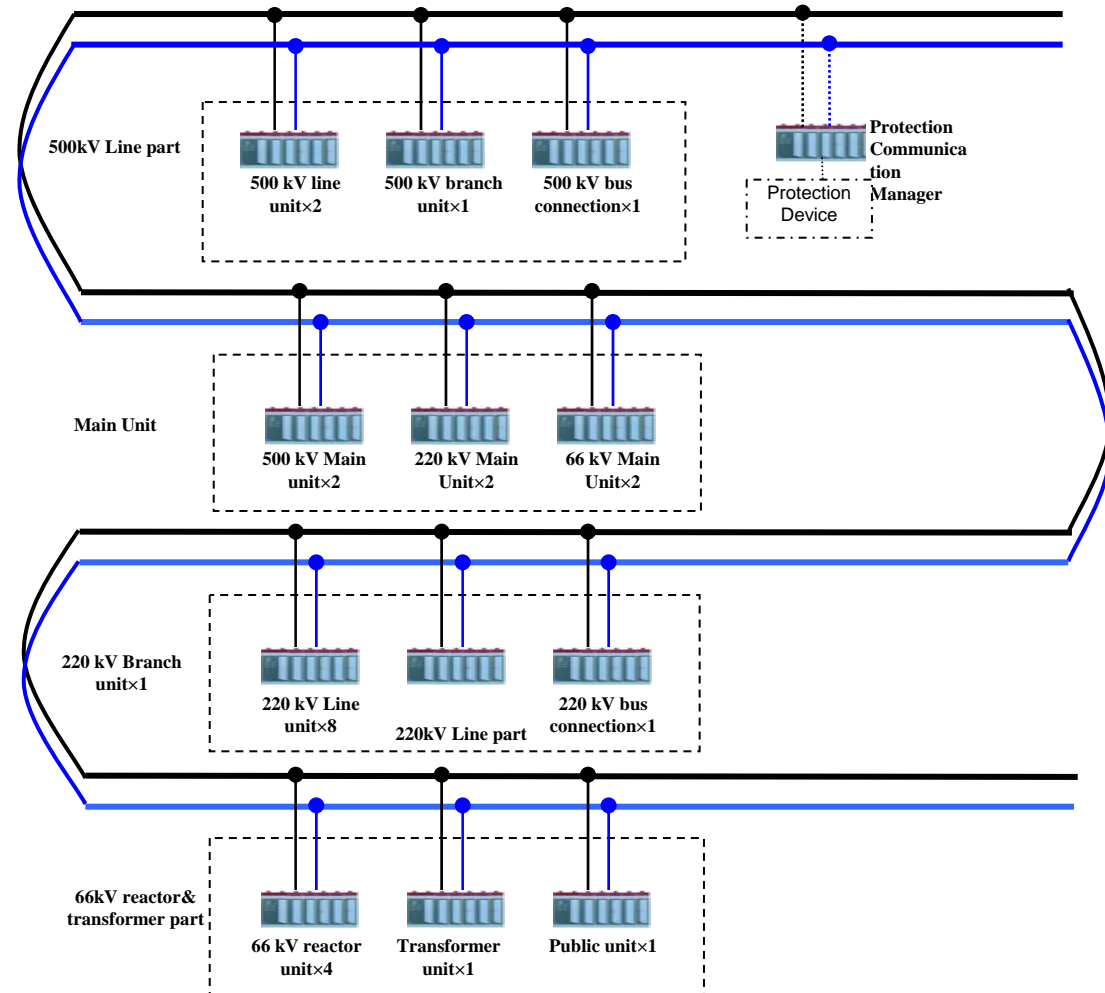 500kV Line part
500 kV line
unit×2
500 kV branch
unit×1
500 kV bus
connection×1
Protection
Communica
tion
Manager
Protection
Device
Main Unit
500 kV Main
unit×2
220 kV Main
Unit×2
66 kV Main
Unit×2
220 kV Branch
unit×1
220 kV Line
unit×8
220kV Line part
220 kV bus
connection×1
66kV reactor&
transformer part
66 kV reactor
unit×4
Transformer
unit×1
Public unit×1